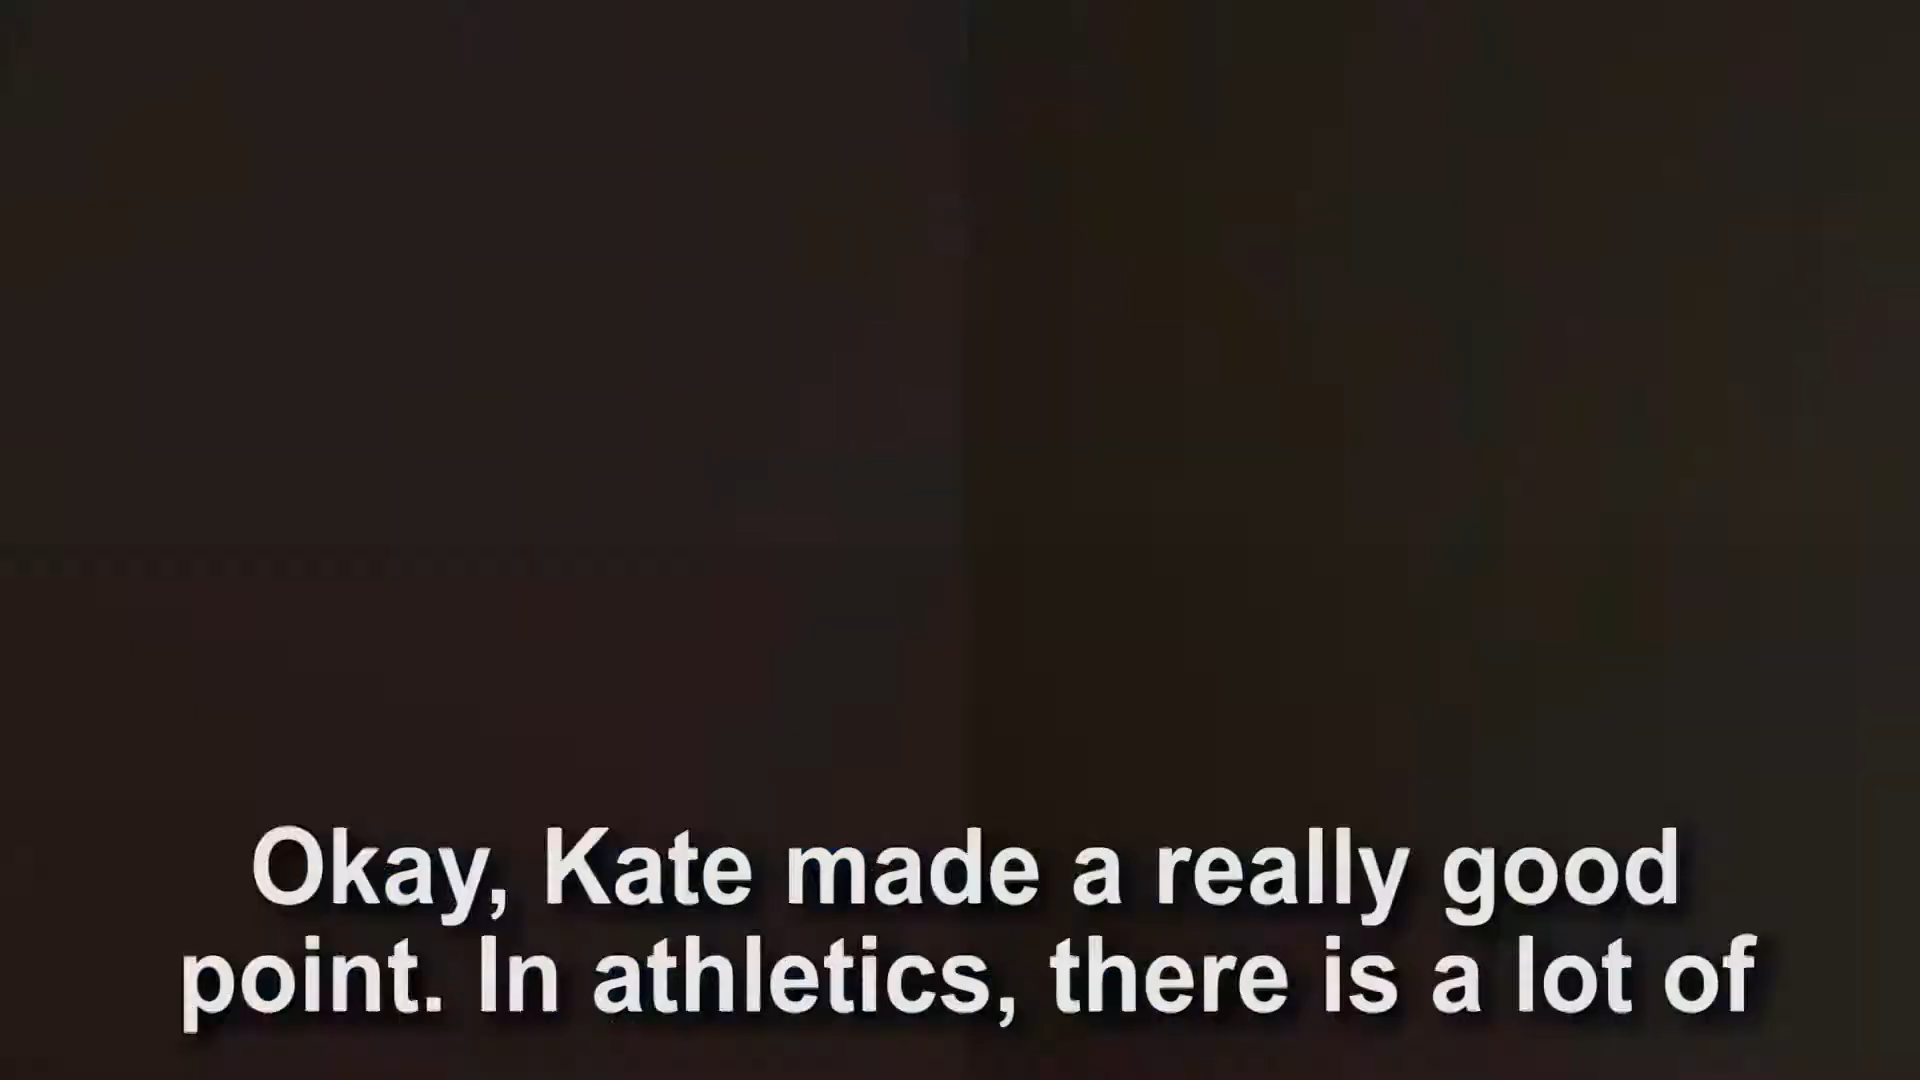 Okay, Kate made a really good
point. In athletics, there is a lot of